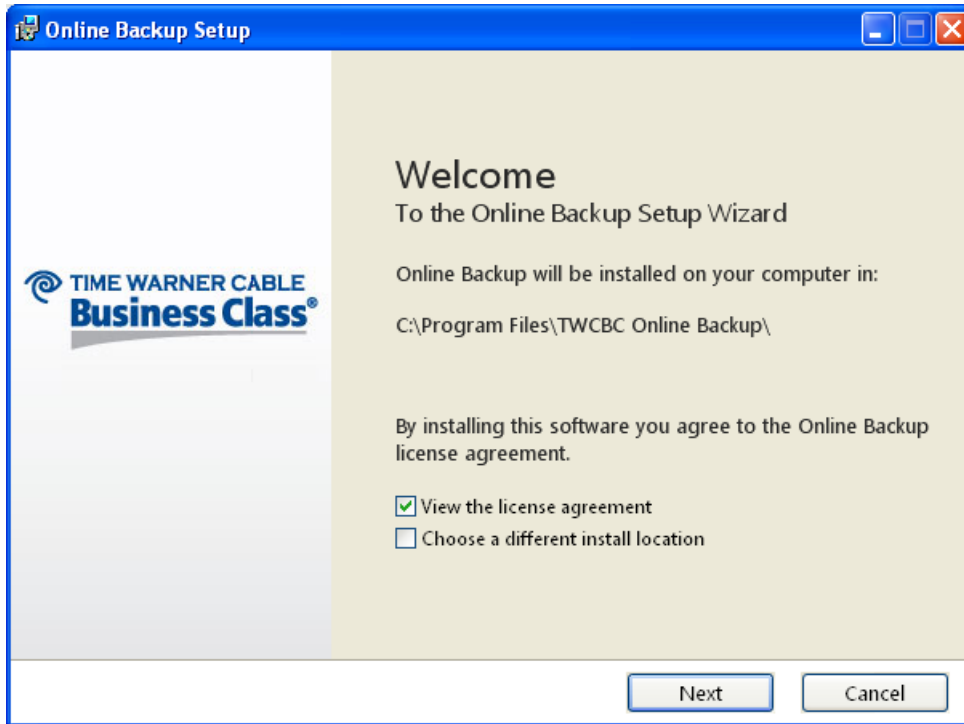 Online Backup Setup
TIME WARNER CABLE
Business Class®
Welcome
To the Online Backup Setup Wizard
Online Backup will be installed on your computer in:
C:\Program Files\TWCBC Online Backup\
By installing this software you agree to the Online Backup
license agreement.
View the license agreement
Choose a different install location
Next
Cancel